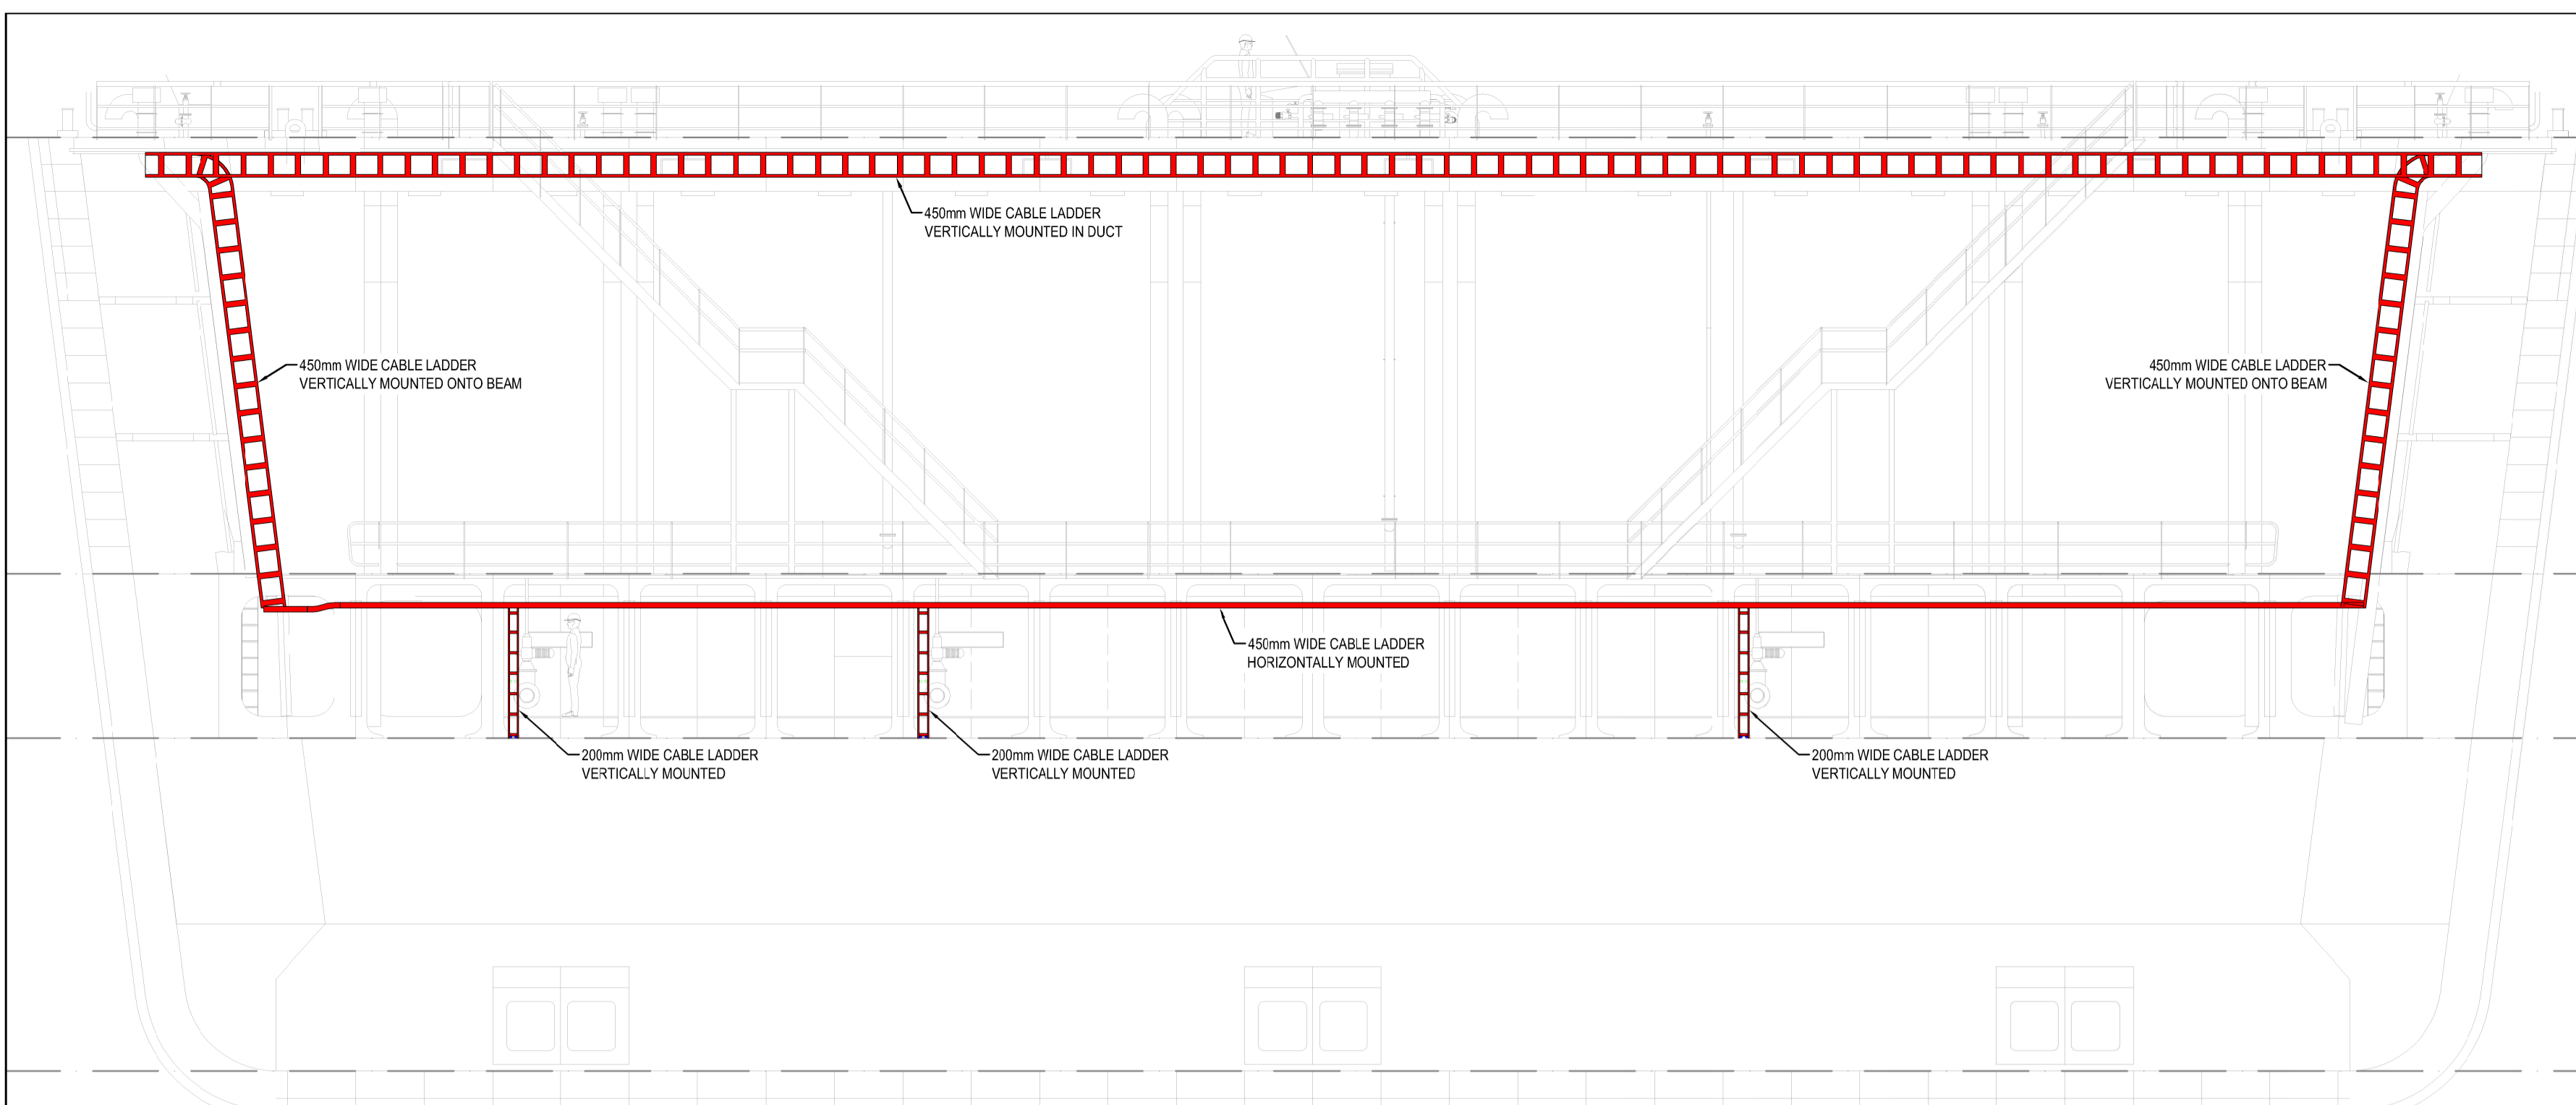 450mm WIDE CABLE LADDER
VERTICALLY MOUNTED IN DUCT
450mm WIDE CABLE LADDER
VERTICALLY MOUNTED ONTO BEAM
450mm WIDE CABLE LADDER
VERTICALLY MOUNTED ONTO BEAM
450mm WIDE CABLE LADDER
HORIZONTALLY MOUNTED
200mm WIDE CABLE LADDER
VERTICALLY MOUNTED
200mm WIDE CABLE LADDER
VERTICALLY MOUNTED
200mm WIDE CABLE LADDER
VERTICALLY MOUNTED